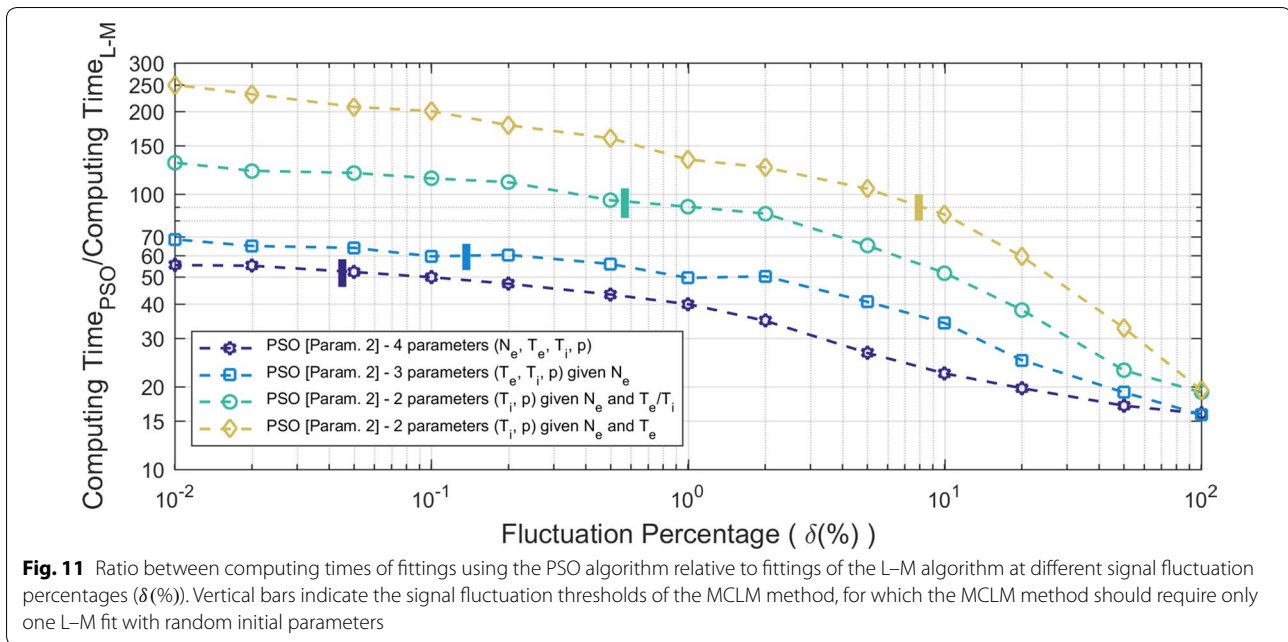 Computing Time_PSO/Computing Time_L-M
300
250
200
150
100
70
60
50
40
30
20
15
10
PSO [Param. 2] - 4 parameters (N_e, T_e, T_i, p)
PSO [Param. 2] - 3 parameters (T_e, T_i, p) given N_e
PSO [Param. 2] - 2 parameters (T_i, p) given N_e and T_e/T_i
PSO [Param. 2] - 2 parameters (T_i, p) given N_e and T_e
10^-2 10^-1 10^0 10^1 10^2
Fluctuation Percentage ( δ(%) )
Fig. 11 Ratio between computing times of fittings using the PSO algorithm relative to fittings of the L–M algorithm at different signal fluctuation
percentages (δ(%)). Vertical bars indicate the signal fluctuation thresholds of the MCLM method, for which the MCLM method should require only
one L–M fit with random initial parameters